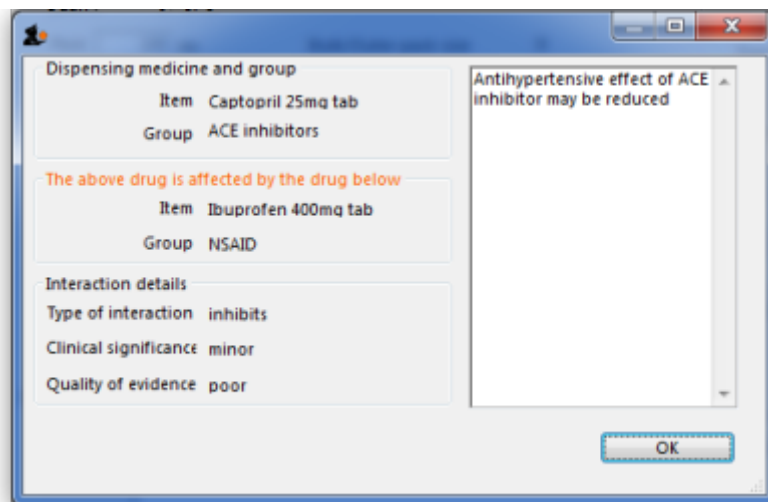 Dispensing medicine and group
Item Captopril 25mg tab
Group ACE inhibitors
The above drug is affected by the drug below
Item Ibuprofen 400mg tab
Group NSAID
Interaction details
Type of interaction inhibits
Clinical significance minor
Quality of evidence poor
Antihypertensive effect of ACE
inhibitor may be reduced
OK